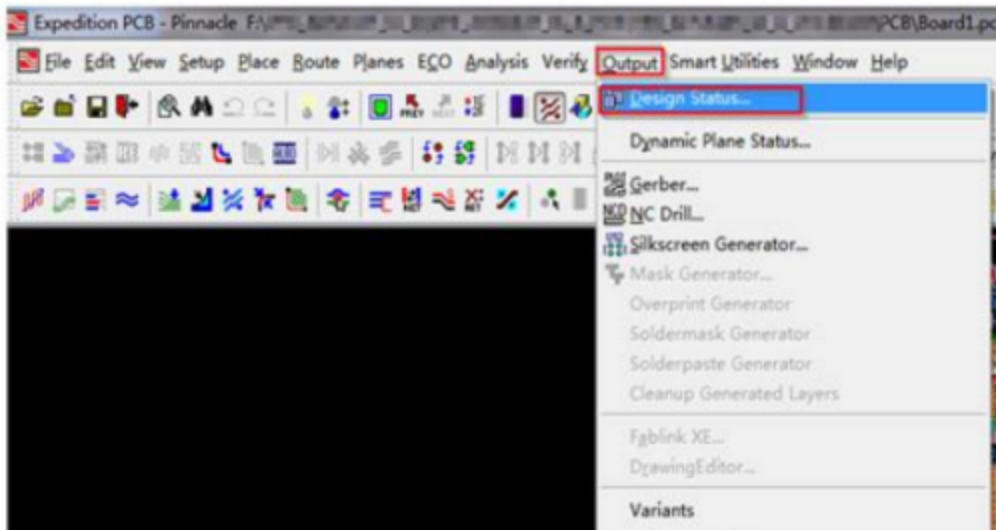 Expedition PCB - Pinnacle F:\ PCB\Board1.pc
File Edit View Setup Place Route Planes ECO Analysis Verify Output Smart Utilities Window Help
Design Status...
Dynamic Plane Status...
Gerber...
NC Drill...
Silkscreen Generator...
Mask Generator...
Overprint Generator
Soldermask Generator
Solderpaste Generator
Cleanup Generated Layers
Fablink XE...
DrawingEditor...
Variants